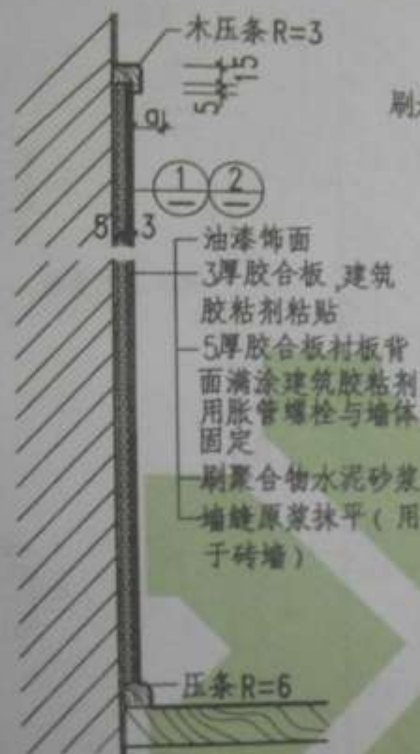 木压条R=3
15
5
a
刷
1 2
5 3
油漆饰面
3厚胶合板,建筑
胶粘剂粘贴
5厚胶合板衬板背
面满涂建筑胶粘剂
用胀管螺栓与墙体
固定
刷聚合物水泥砂浆
墙缝原浆抹平(用
于砖墙)
压条R=6